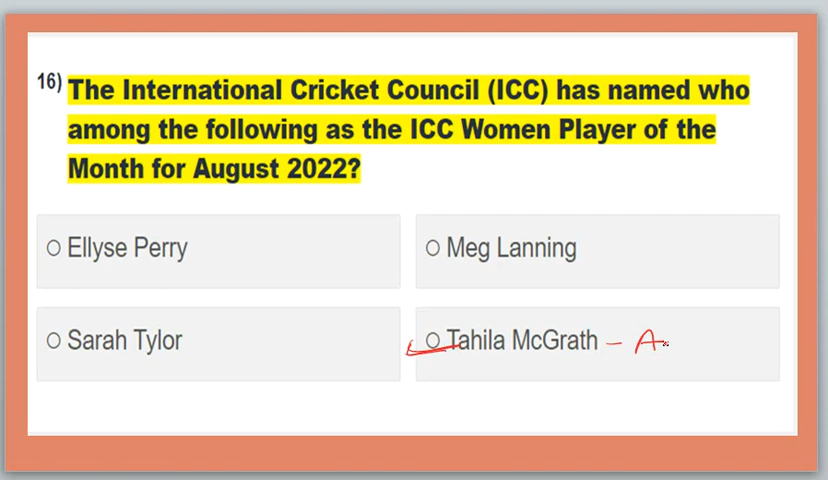 16) The International Cricket Council (ICC) has named who
among the following as the ICC Women Player of the
Month for August 2022?
Ellyse Perry
Meg Lanning
Sarah Tylor
Tahila McGrath - A